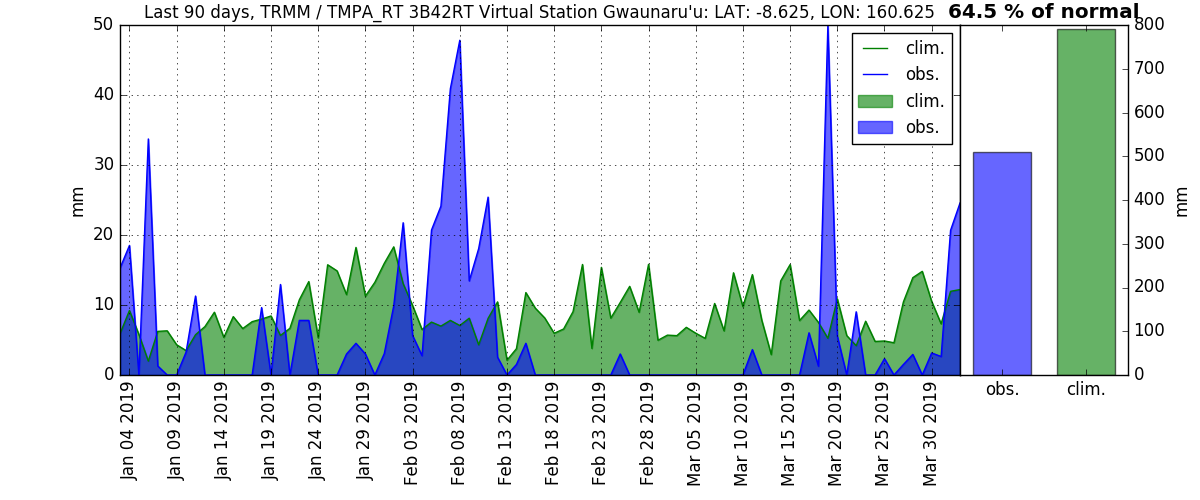 Last 90 days, TRMM / TMPA_RT 3B42RT Virtual Station Gwaunaru'u: LAT: -8.625, LON: 160.625 64.5 % of normal
50
40
30
20
10
0
mm
clim.
obs.
clim.
obs.
Jan 04 2019
Jan 09 2019
Jan 14 2019
Jan 19 2019
Jan 24 2019
Jan 29 2019
Feb 03 2019
Feb 08 2019
Feb 13 2019
Feb 18 2019
Feb 23 2019
Feb 28 2019
Mar 05 2019
Mar 10 2019
Mar 15 2019
Mar 20 2019
Mar 25 2019
Mar 30 2019
800
700
600
500
400
300
200
100
0
mm
obs.
clim.